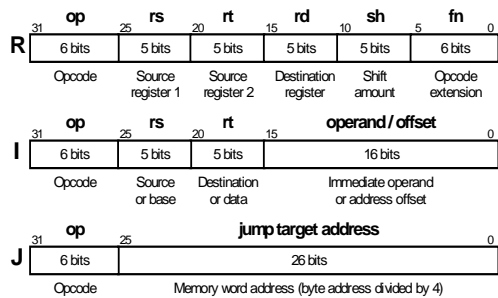 op rs rt rd sh fn
31 25 20 15 10 5 0
R 6 bits 5 bits 5 bits 5 bits 5 bits 6 bits
Opcode Source Source Destination Shift Opcode
register 1 register 2 register amount extension
op rs rt operand / offset
31 25 20 15 0
I 6 bits 5 bits 5 bits 16 bits
Opcode Source Destination Immediate operand
or base or data or address offset
op jump target address
31 25 0
J 6 bits 26 bits
Opcode Memory word address (byte address divided by 4)